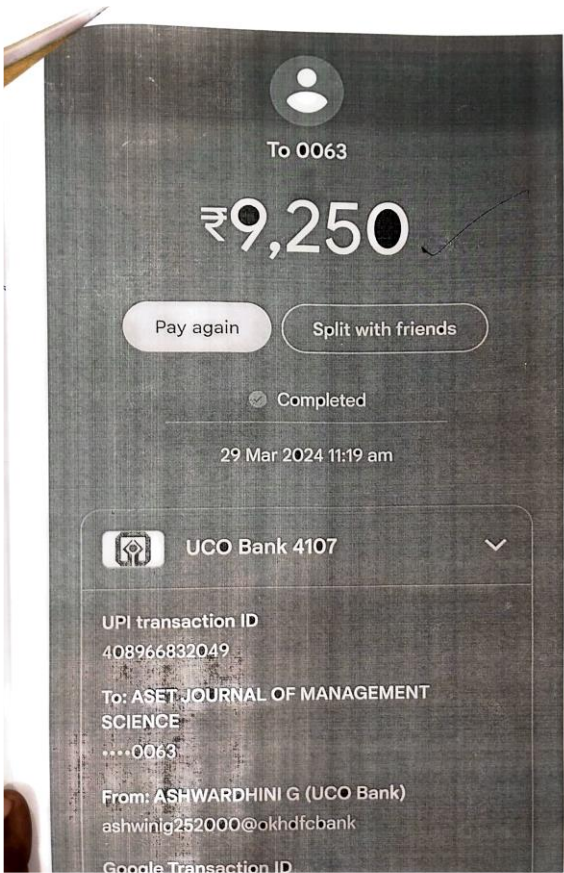 To 0063
₹9,250
Pay again
Split with friends
Completed
29 Mar 2024 11:19 am
UCO Bank 4107
UPI transaction ID
408966832049
To: ASET JOURNAL OF MANAGEMENT
SCIENCE
••••0063
From: ASHWARDHINI G (UCO Bank)
ashwinig252000@okhdfcbank
Google Transaction ID